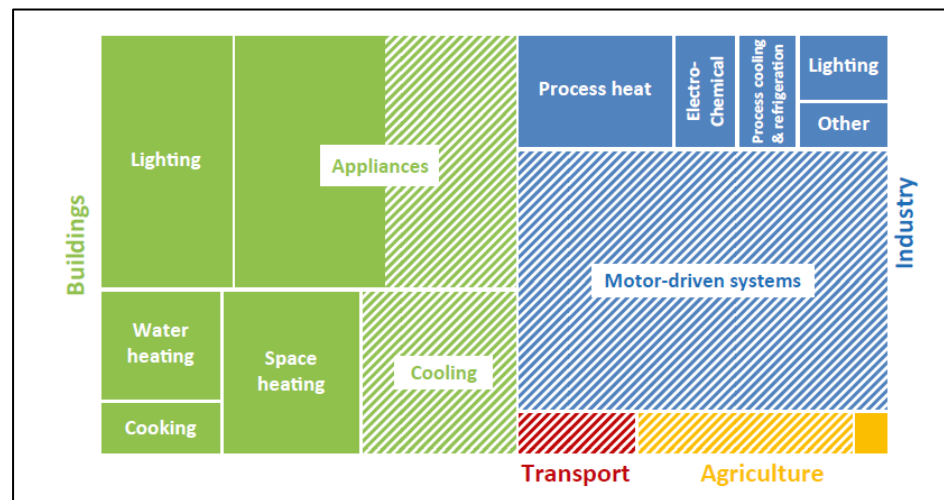 Buildings
Lighting
Appliances
Water
heating
Cooking
Space
heating
Cooling
Process heat
Electro-
Chemical
Process cooling
& refrigeration
Lighting
Other
Motor-driven systems
Industry
Transport
Agriculture